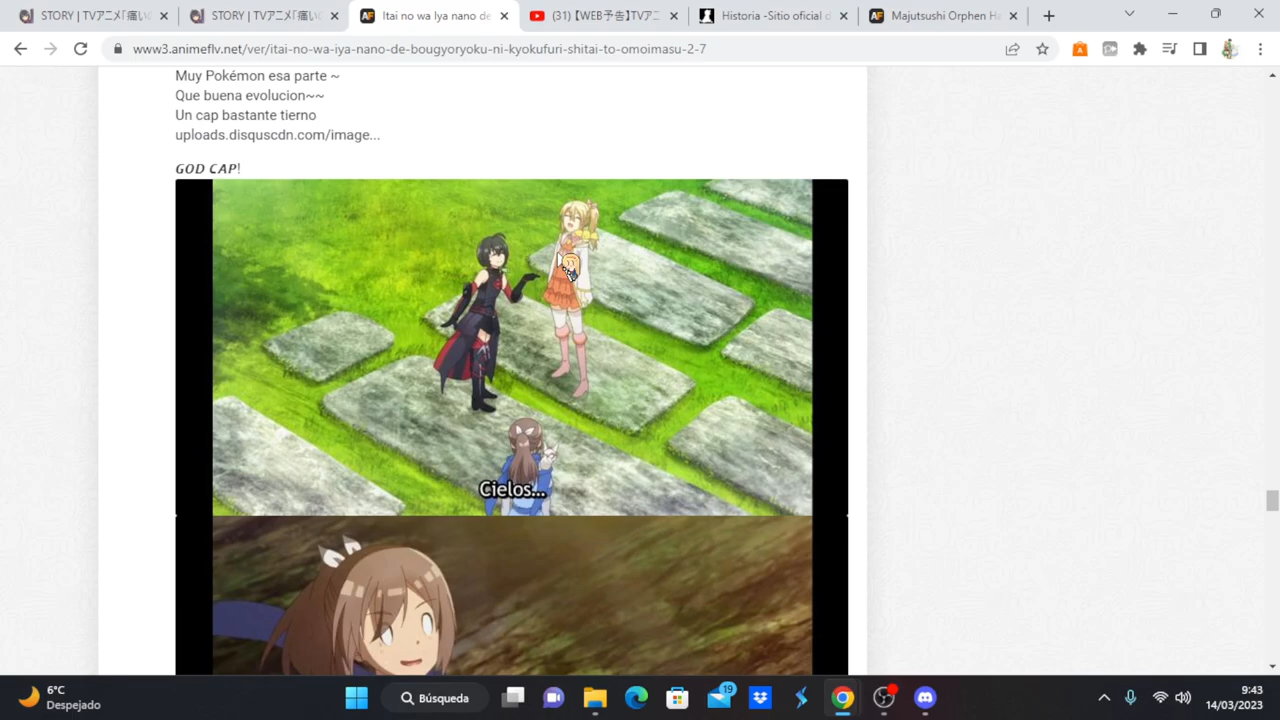 STORY | TVアニメ「痛いの
STORY | TVアニメ「痛いの
Itai no wa Iya nano de
(31) 【WEB予告】TVアニ
Historia -Sitio oficial d
Majutsushi Orphen Ha
www3.animeflv.net/ver/itai-no-wa-iya-nano-de-bougyoryoku-ni-kyokufuri-shitai-to-omoimasu-2-7
Muy Pokémon esa parte ~
Que buena evolucion~~
Un cap bastante tierno
uploads.disquscdn.com/image...
GOD CAP!
Cielos...
6°C
Despejado
Búsqueda
19
9:43
14/03/2023